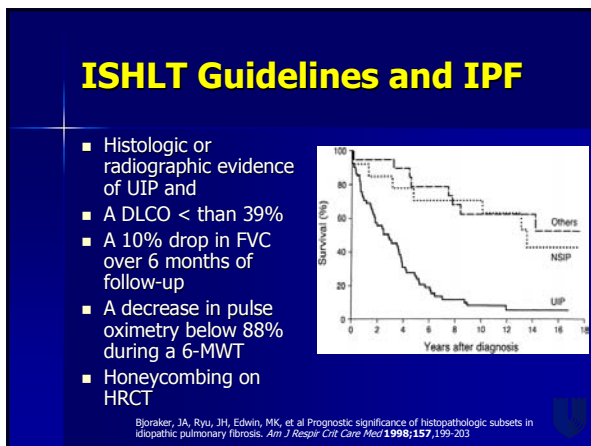 ISHLT Guidelines and IPF
Histologic or
radiographic evidence
of UIP and
A DLCO < than 39%
A 10% drop in FVC
over 6 months of
follow-up
A decrease in pulse
oximetry below 88%
during a 6-MWT
Honeycombing on
HRCT
100
80
60
40
20
0
Survival (%)
Others
NSIP
UIP
0 2 4 6 8 10 12 14 16 18
Years after diagnosis
Bjoraker, JA, Ryu, JH, Edwin, MK, et al Prognostic significance of histopathologic subsets in
idiopathic pulmonary fibrosis. Am J Respir Crit Care Med 1998;157,199-203